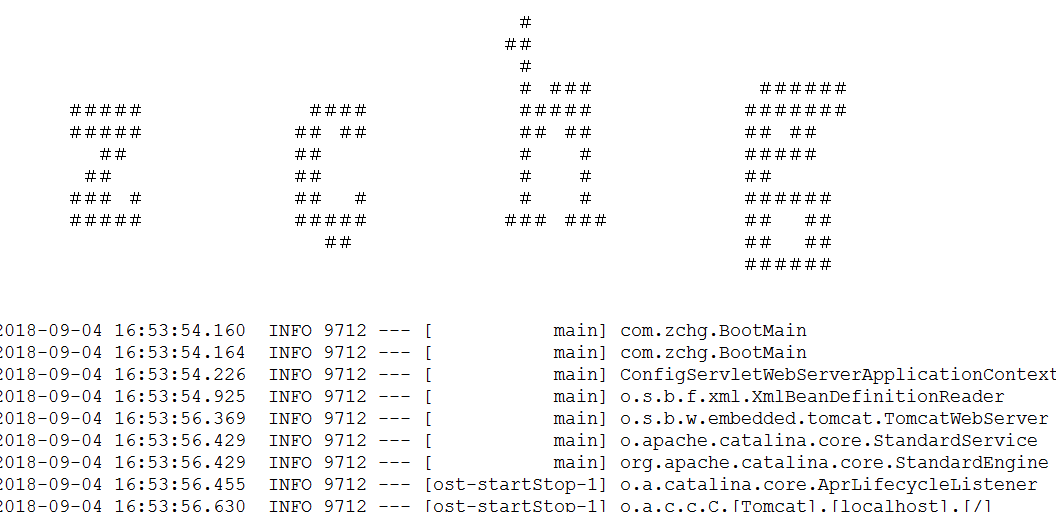 zchg
2018-09-04 16:53:54.160  INFO 9712 --- [           main] com.zchg.BootMain
2018-09-04 16:53:54.164  INFO 9712 --- [           main] com.zchg.BootMain
2018-09-04 16:53:54.226  INFO 9712 --- [           main] ConfigServletWebServerApplicationContext
2018-09-04 16:53:54.925  INFO 9712 --- [           main] o.s.b.f.xml.XmlBeanDefinitionReader
2018-09-04 16:53:56.369  INFO 9712 --- [           main] o.s.b.w.embedded.tomcat.TomcatWebServer
2018-09-04 16:53:56.429  INFO 9712 --- [           main] o.apache.catalina.core.StandardService
2018-09-04 16:53:56.429  INFO 9712 --- [           main] org.apache.catalina.core.StandardEngine
2018-09-04 16:53:56.455  INFO 9712 --- [ost-startStop-1] o.a.catalina.core.AprLifecycleListener
2018-09-04 16:53:56.630  INFO 9712 --- [ost-startStop-1] o.a.c.c.C.[Tomcat].[localhost].[/]